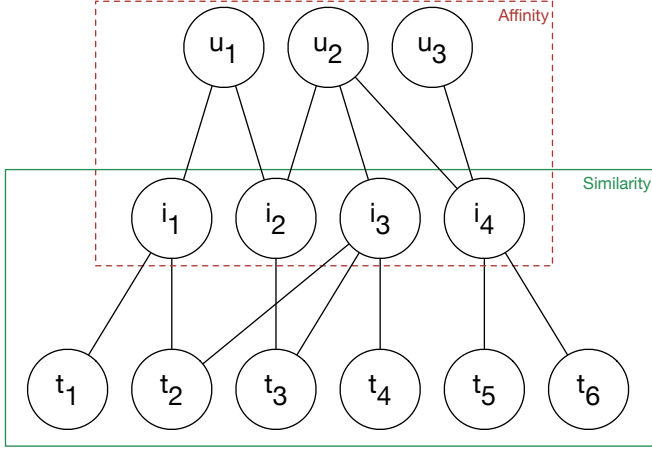 Affinity
u1 u2 u3
Similarity
i1 i2 i3 i4
t1 t2 t3 t4 t5 t6